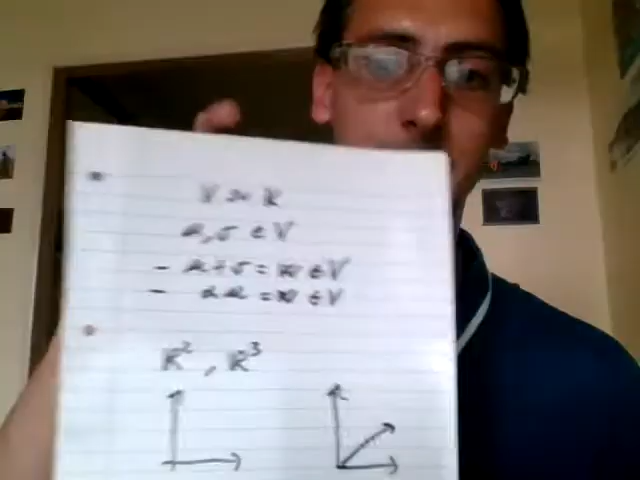 u, v ∈ V
- u + v = w ∈ V
- αu = w ∈ V
R², R³